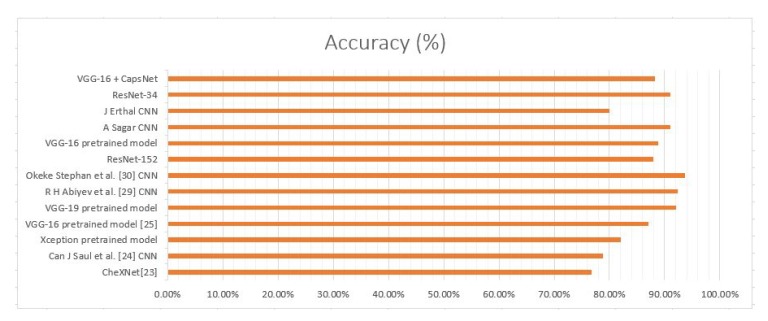 Accuracy (%)
VGG-16 + CapsNet
ResNet-34
J Erthal CNN
A Sagar CNN
VGG-16 pretrained model
ResNet-152
Okeke Stephan et al. [30] CNN
R H Abiyev et al. [29] CNN
VGG-19 pretrained model
VGG-16 pretrained model [25]
Xception pretrained model
Can J Saul et al. [24] CNN
CheXNet[23]
0.00% 10.00% 20.00% 30.00% 40.00% 50.00% 60.00% 70.00% 80.00% 90.00% 100.00%